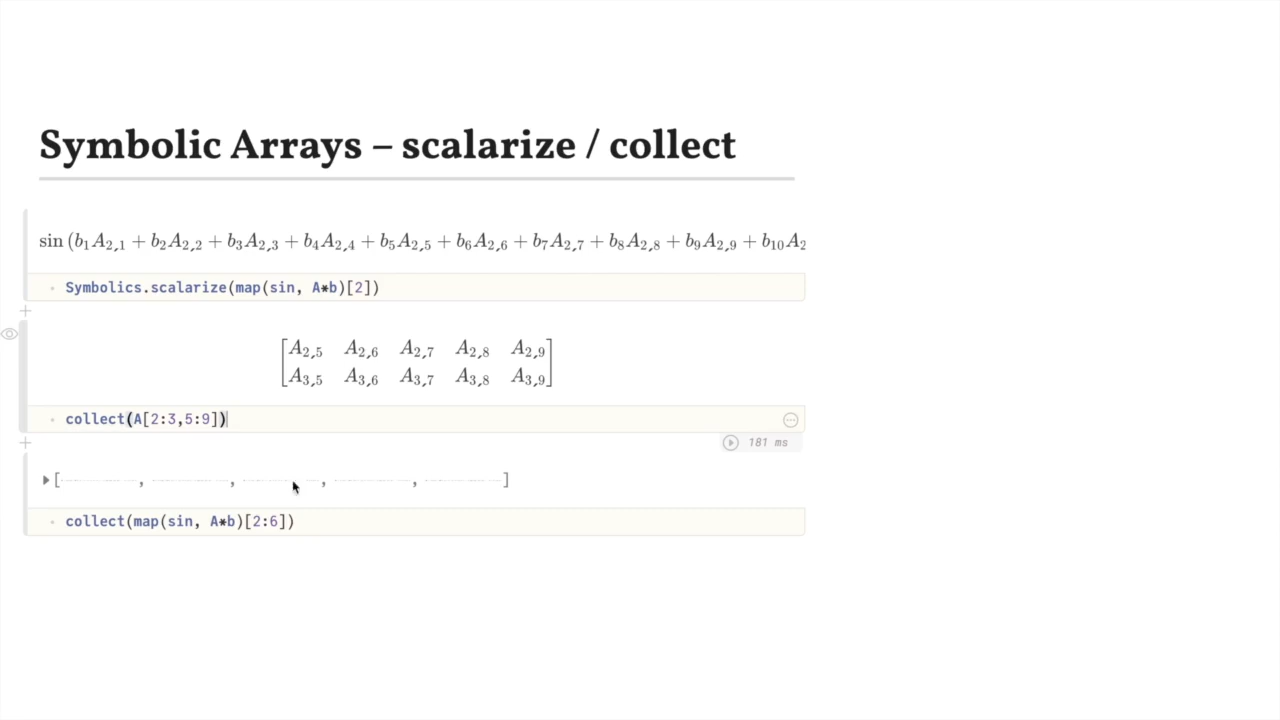 Symbolic Arrays – scalarize / collect
sin (b₁A₂,₁ + b₂A₂,₂ + b₃A₂,₃ + b₄A₂,₄ + b₅A₂,₅ + b₆A₂,₆ + b₇A₂,₇ + b₈A₂,₈ + b₉A₂,₉ + b₁₀A₂
Symbolics.scalarize(map(sin, A*b)[2])
A₂,₅ A₂,₆ A₂,₇ A₂,₈ A₂,₉
A₃,₅ A₃,₆ A₃,₇ A₃,₈ A₃,₉
collect(A[2:3,5:9])
181 ms
[ , , , , ]
collect(map(sin, A*b)[2:6])